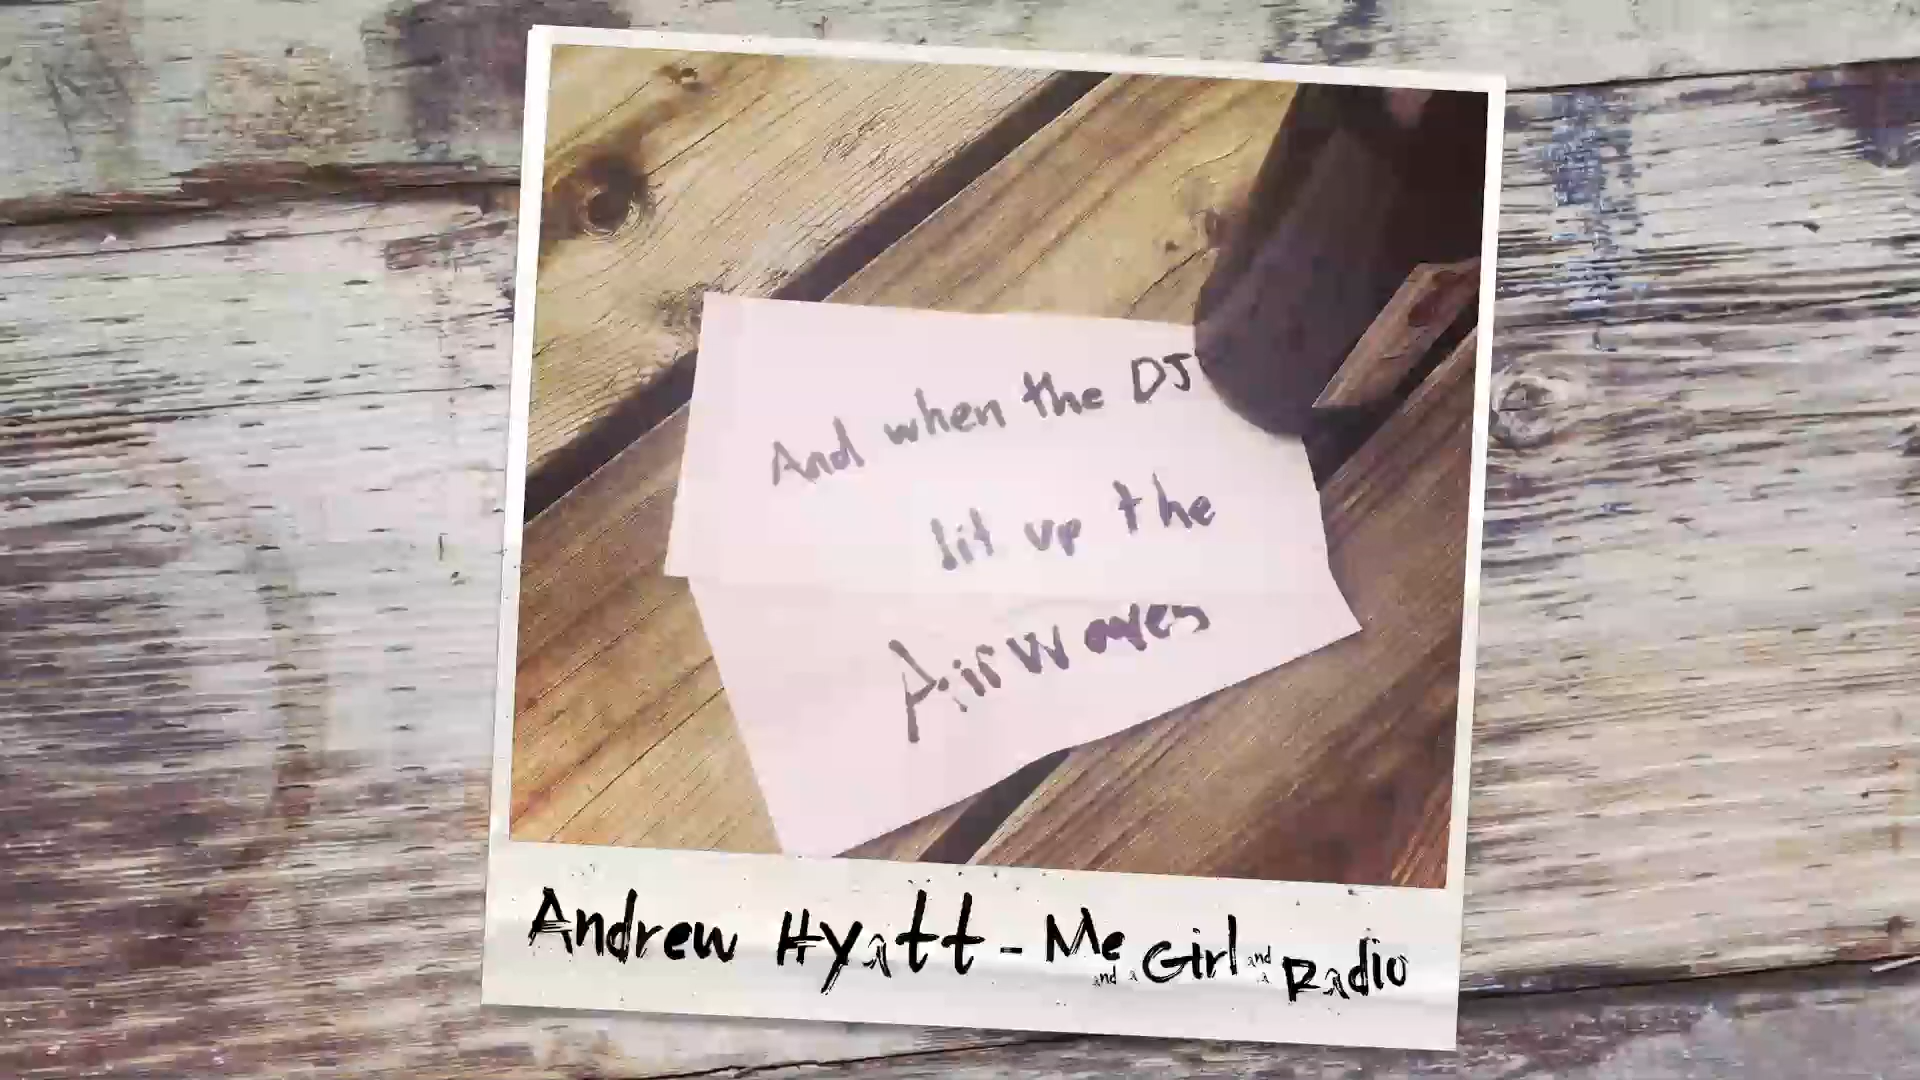 And when the DJ
lit up the
AirWaves
Andrew Hyatt - Me and a Girl and a Radio